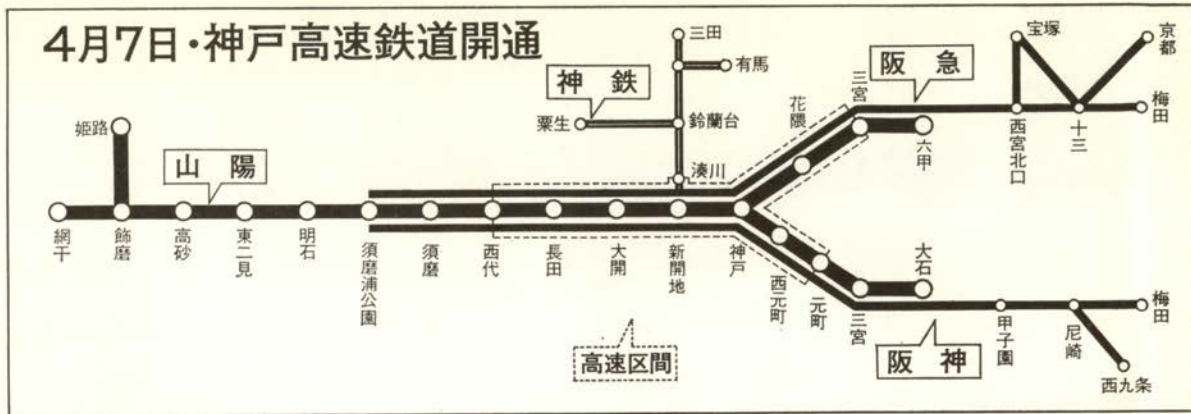 4月7日・神戸高速鉄道開通
三田
有馬
神鉄
粟生
鈴蘭台
湊川
阪急
三宮
花隈
六甲
宝塚
京都
梅田
西宮北口
十三
姫路
山陽
網干
飾磨
高砂
東二見
明石
須磨浦公園
須磨
西代
長田
大開
新開地
神戸
西元町
元町
三宮
大石
阪神
甲子園
尼崎
梅田
西九条
高速区間